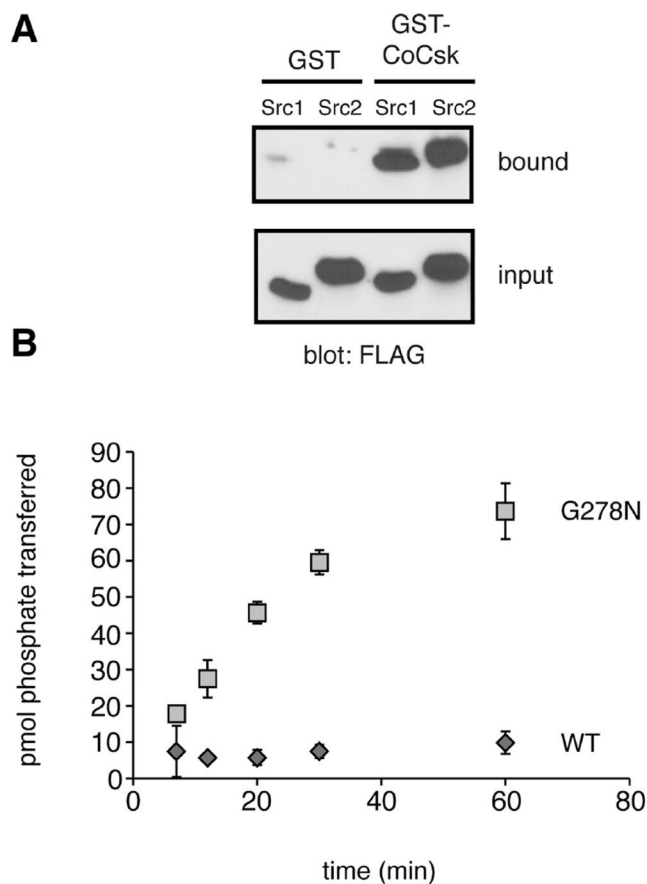 A
GST
GST-
CoCsk
Src1 Src2 Src1 Src2
bound
input
blot: FLAG
B
pmol phosphate transferred
90
80
70
60
50
40
30
20
10
0
G278N
WT
0 20 40 60 80
time (min)